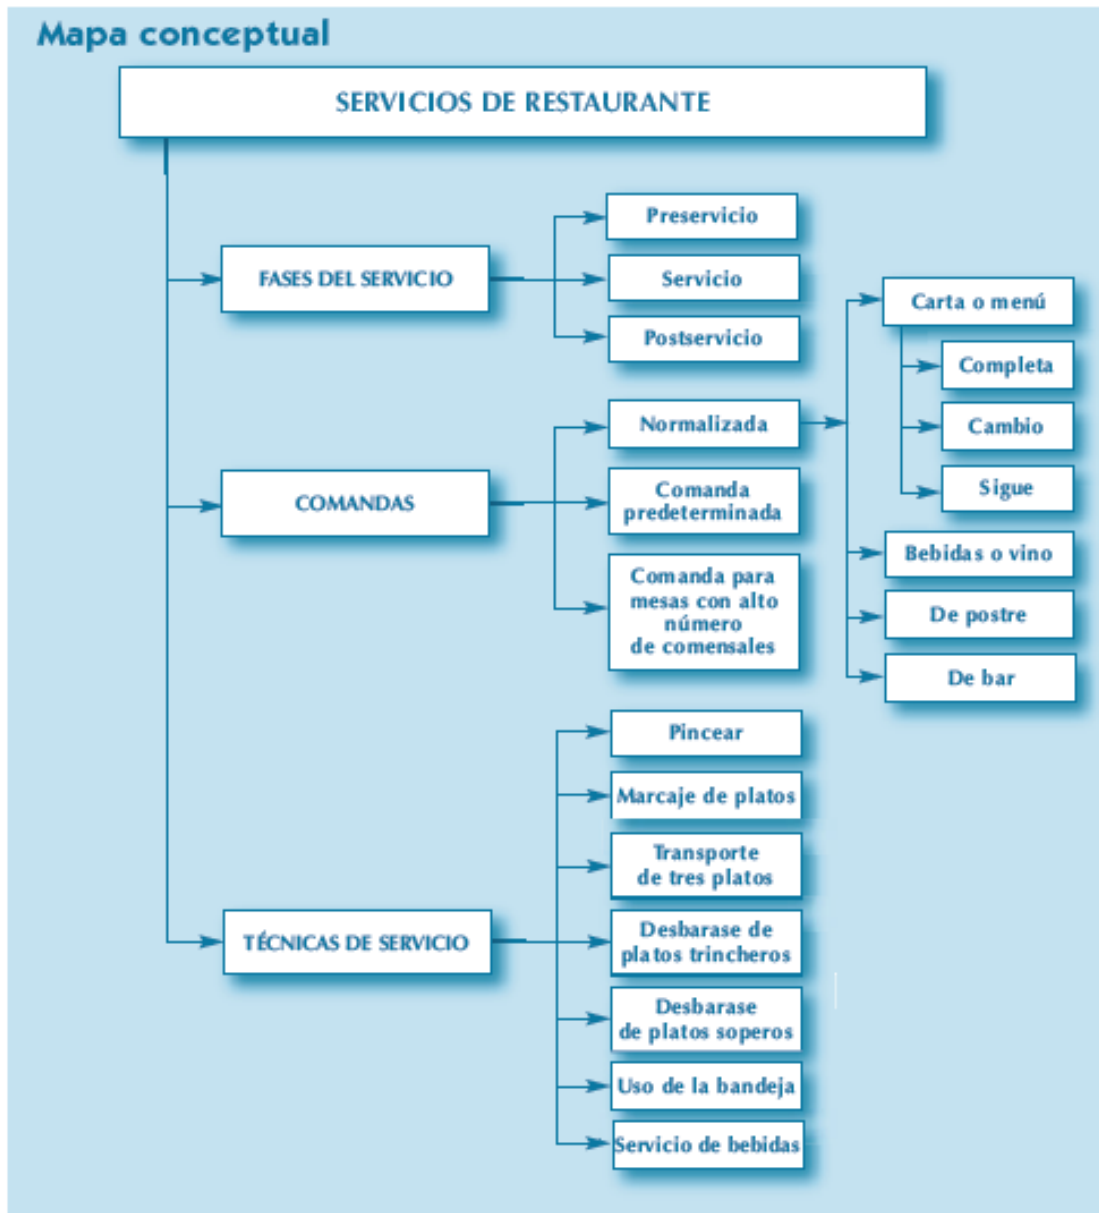 Mapa conceptual
SERVICIOS DE RESTAURANTE
FASES DEL SERVICIO
Preservicio
Servicio
Postservicio
COMANDAS
Normalizada
Carta o menú
Completa
Cambio
Sigue
Bebidas o vino
De postre
De bar
Comanda
predeterminada
Comanda para
mesas con alto
número
de comensales
TÉCNICAS DE SERVICIO
Pincear
Marcaje de platos
Transporte
de tres platos
Desbarase de
platos trincheros
Desbarase
de platos soperos
Uso de la bandeja
Servicio de bebidas